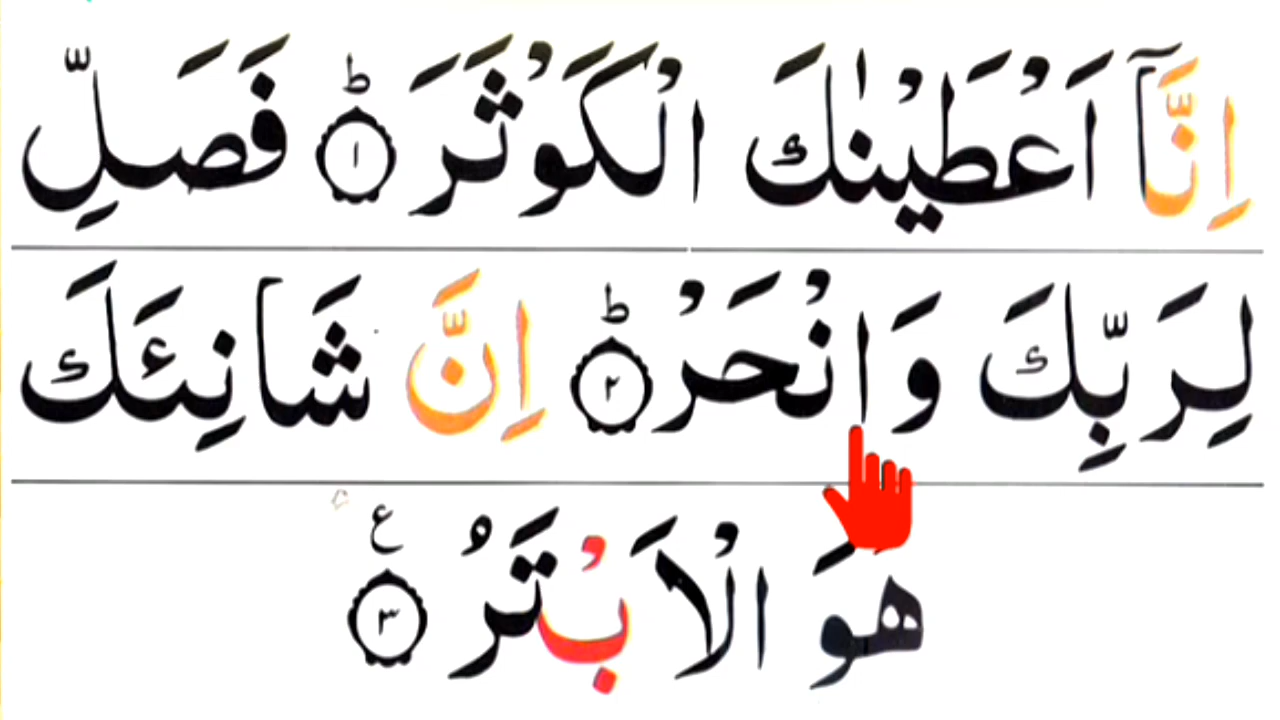 اِنَّاۤ اَعْطَيْنٰكَ الْكَوْثَرَ ؕ ۝١ فَصَلِّ
لِرَبِّكَ وَانْحَرْ ؕ ۝٢ اِنَّ شَانِئَكَ
هُوَ الْاَبْتَرُ ۝٣ ع